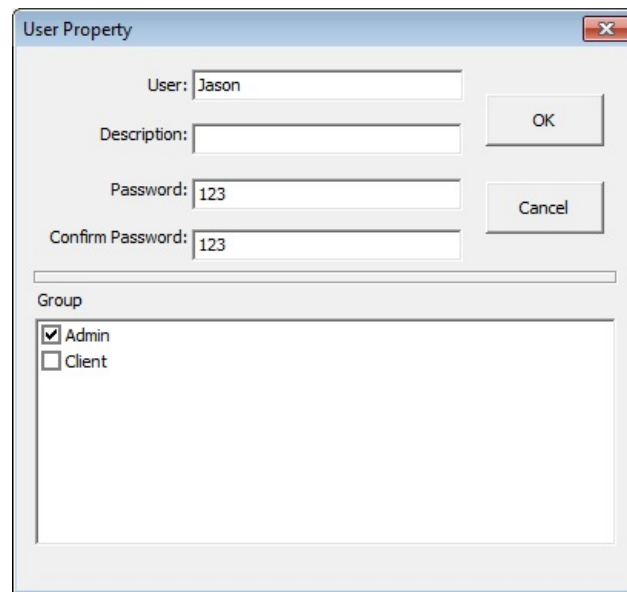 User Property
User: Jason
OK
Description:
Password: 123
Cancel
Confirm Password: 123
Group
Admin
Client